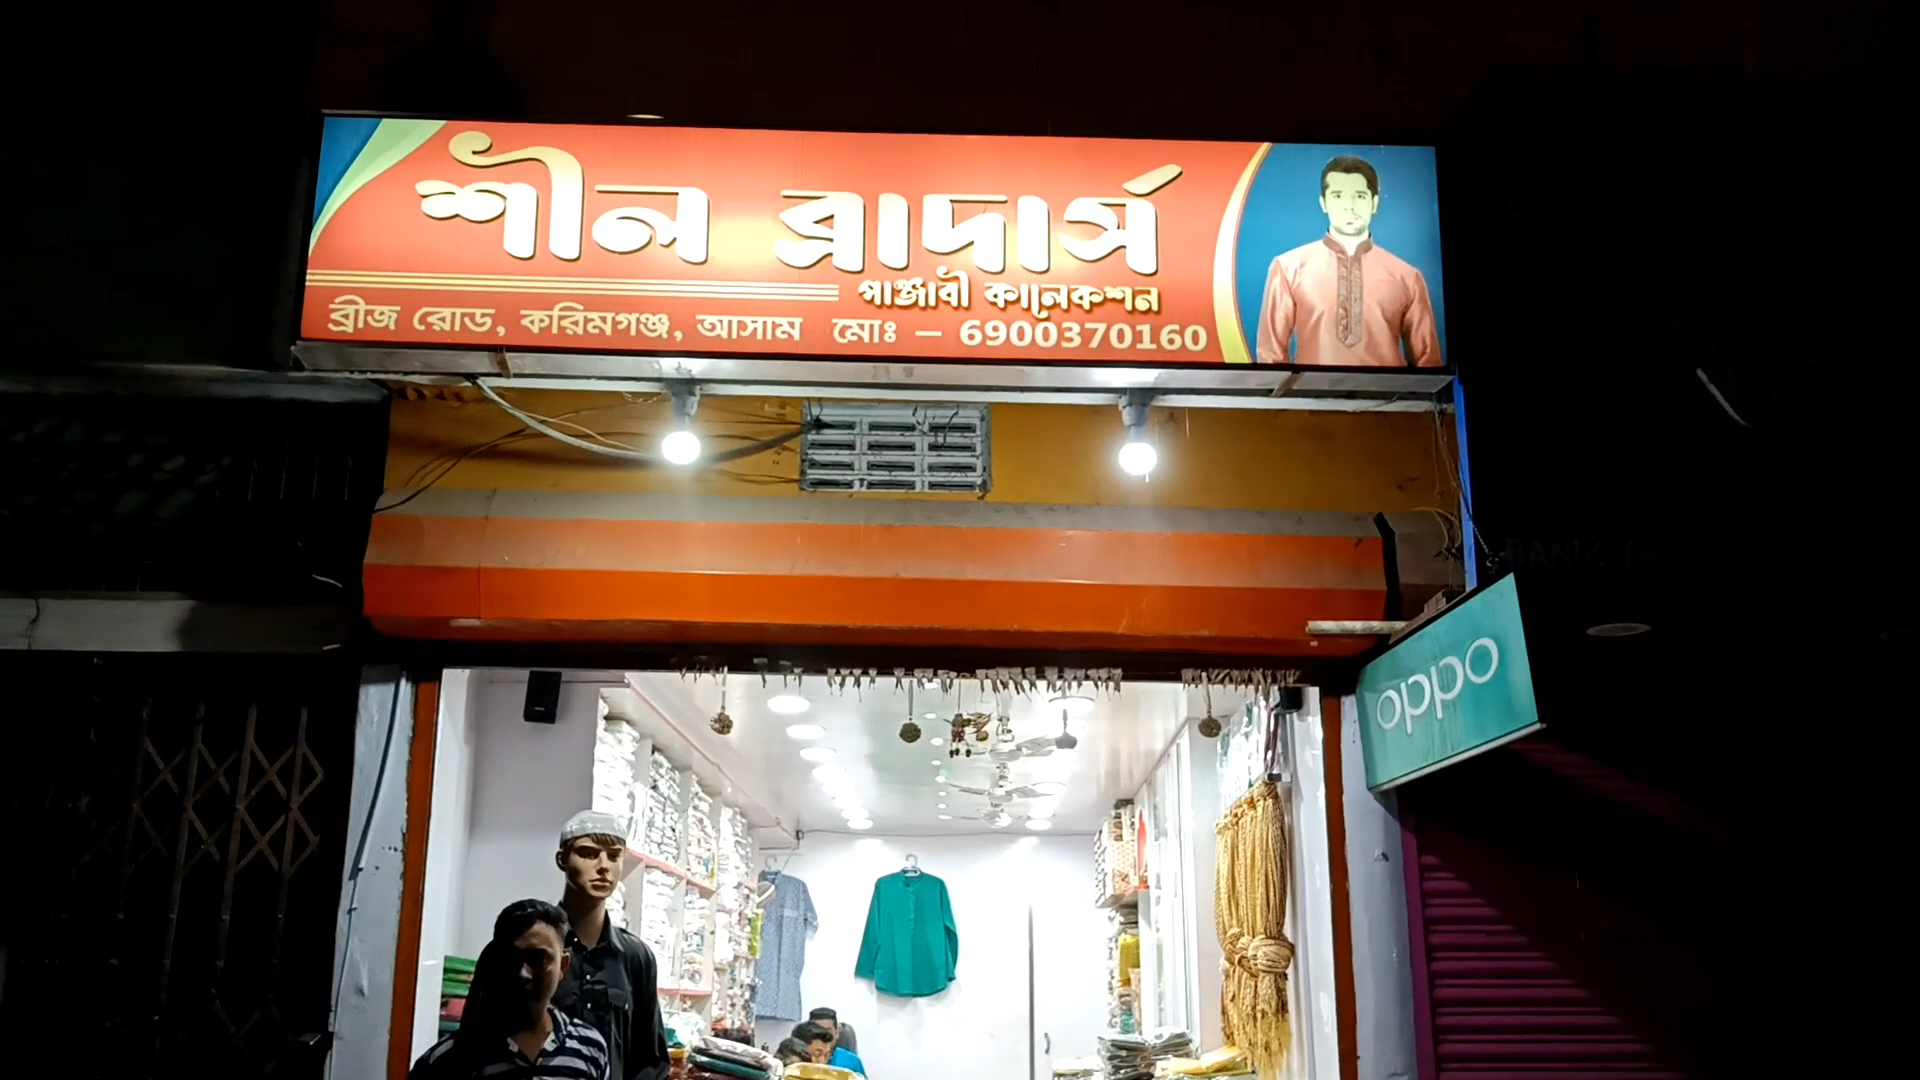 শীল ব্রাদার্স
পাঞ্জাবী কালেকশন
ব্রীজ রোড, করিমগঞ্জ, আসাম মোঃ – 6900370160
oppo